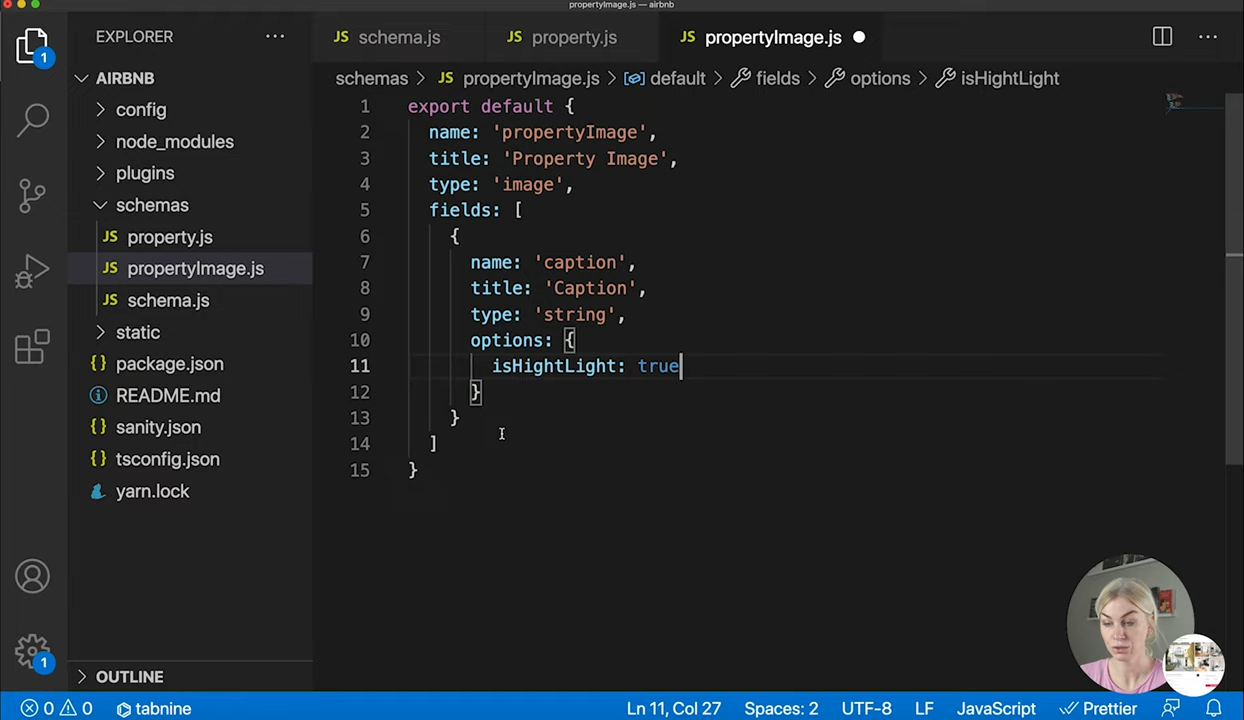 propertyImage.js — airbnb
EXPLORER
JS schema.js
JS property.js
JS propertyImage.js
1
AIRBNB
config
node_modules
plugins
schemas
JS property.js
JS propertyImage.js
JS schema.js
static
{} package.json
README.md
{} sanity.json
{} tsconfig.json
yarn.lock
OUTLINE
1
schemas > JS propertyImage.js > default > fields > options > isHightLight
1 export default {
2 name: 'propertyImage',
3 title: 'Property Image',
4 type: 'image',
5 fields: [
6 {
7 name: 'caption',
8 title: 'Caption',
9 type: 'string',
10 options: {
11 isHightLight: true
12 }
13 }
14 ]
15 }
0 0 tabnine Ln 11, Col 27 Spaces: 2 UTF-8 LF JavaScript Prettier